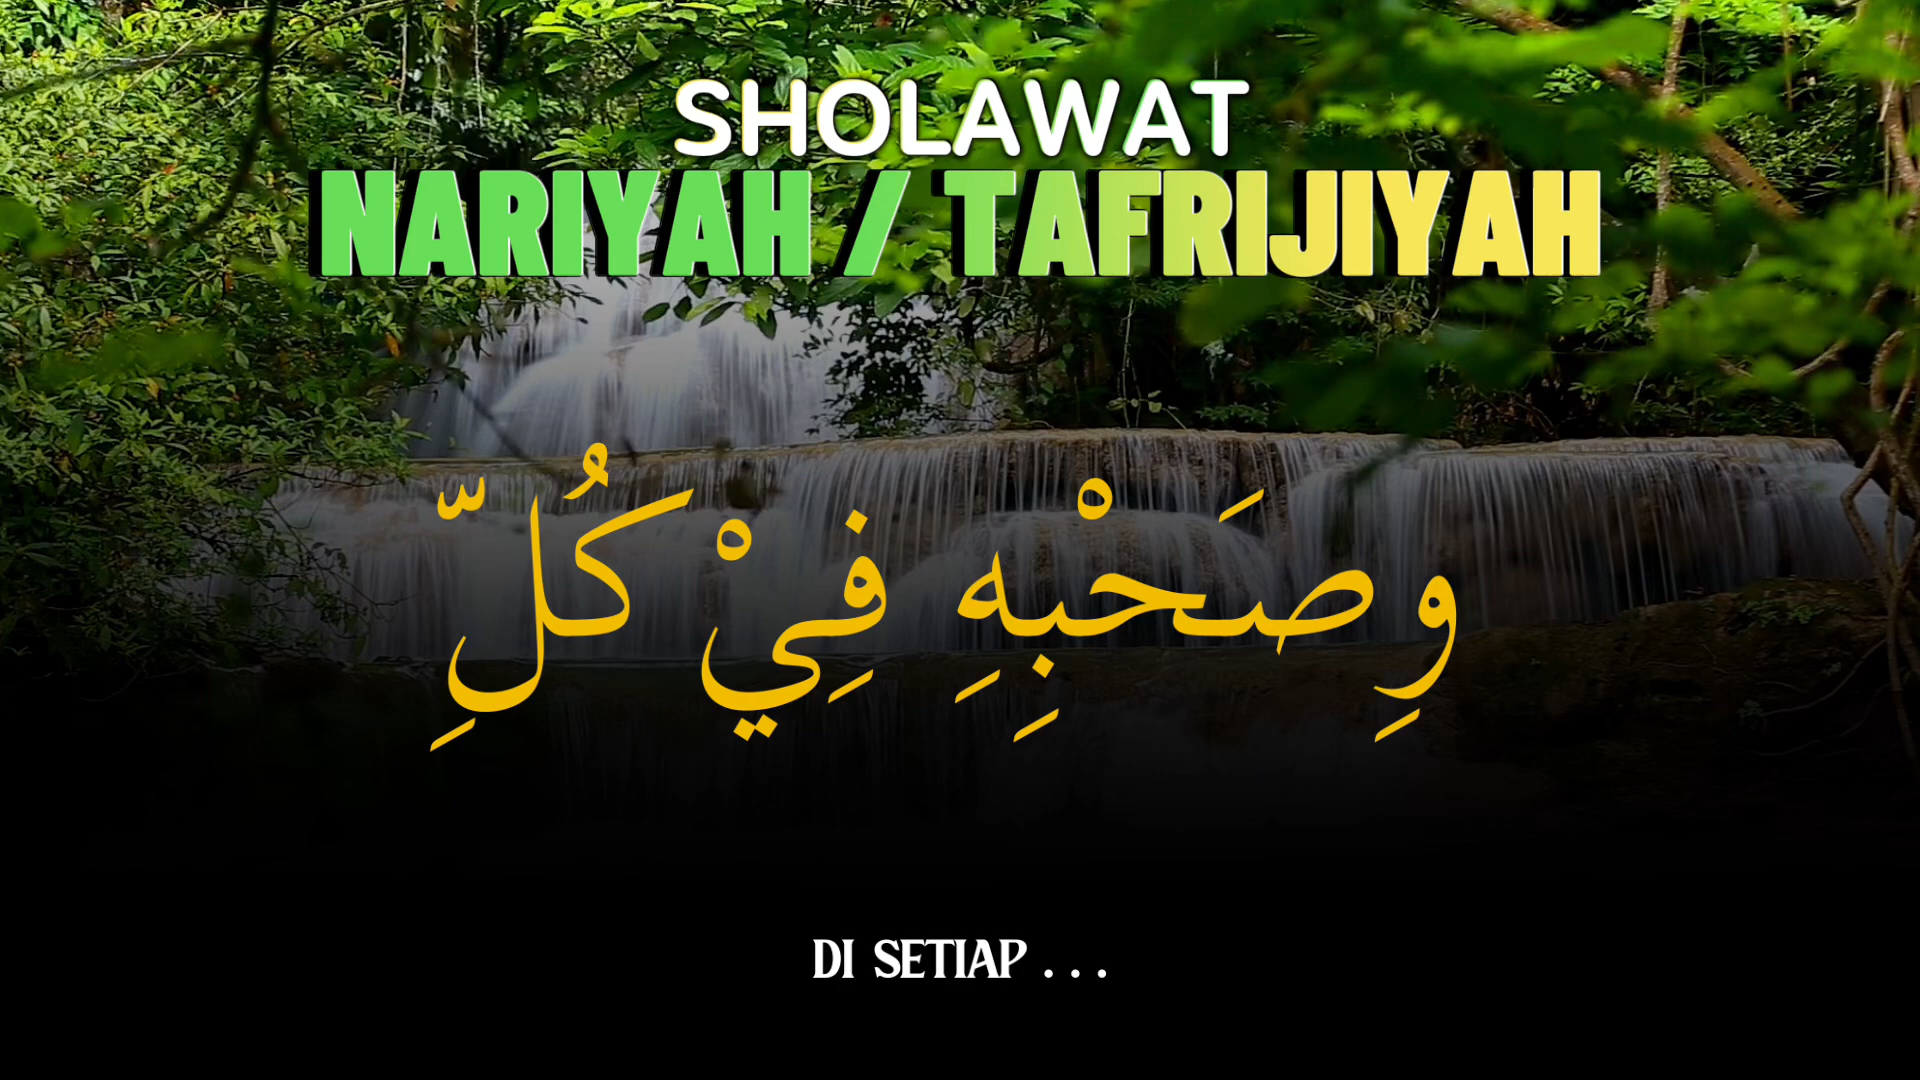 SHOLAWAT
NARIYAH / TAFRIJIYAH
وِصَحْبِهِ فِيْ كُلِّ
DI SETIAP . . .